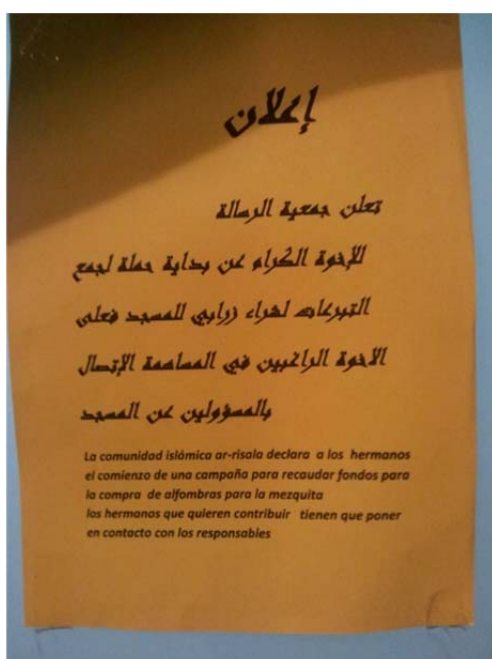 إعلان
تعلن جمعية الرسالة
للإخوة الكرام عن بداية حملة لجمع
التبرعات لشراء زرابي للمسجد فعلى
الاخوة الراغبين في المساهمة الإتصال
بالمسؤولين عن المسجد
La comunidad islámica ar-risala declara a los hermanos
el comienzo de una campaña para recaudar fondos para
la compra de alfombras para la mezquita
los hermanos que quieren contribuir tienen que poner
en contacto con los responsables